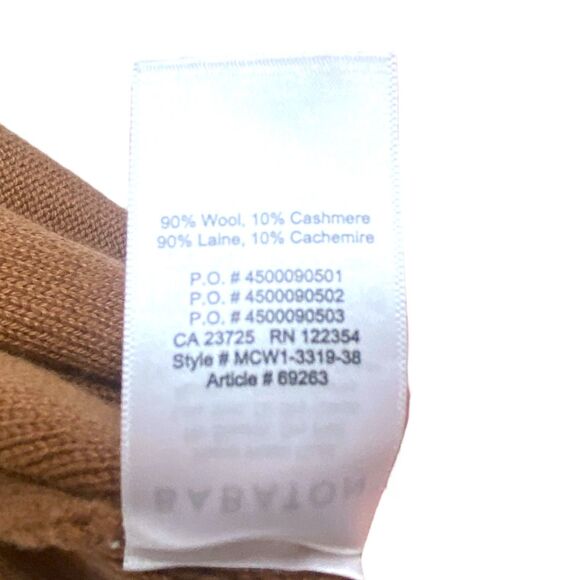 90% Wool, 10% Cashmere
90% Laine, 10% Cachemire
P.O. # 4500090501
P.O. # 4500090502
P.O. # 4500090503
CA 23725 RN 122354
Style # MCW1-3319-38
Article # 69263
BABATON